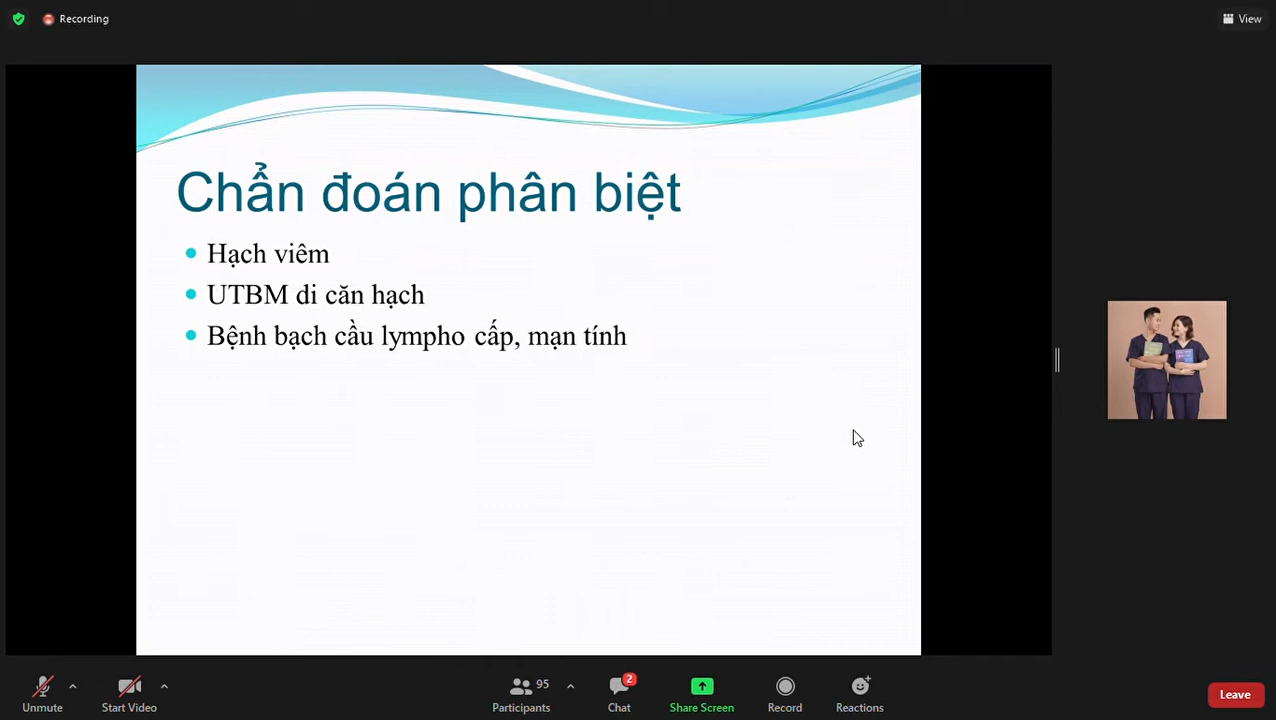 Recording
View
Chẩn đoán phân biệt
Hạch viêm
UTBM di căn hạch
Bệnh bạch cầu lympho cấp, mạn tính
Unmute
Start Video
95
Participants
2
Chat
Share Screen
Record
Reactions
Leave